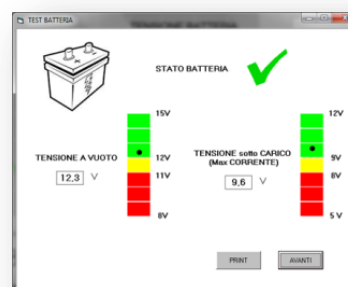 TEST BATTERIA
STATO BATTERIA
15V
12V
TENSIONE A VUOTO
12V
11V
12,3 V
8V
TENSIONE sotto CARICO
(Max CORRENTE)
9V
8V
9,6 V
5 V
PRINT
AVANTI